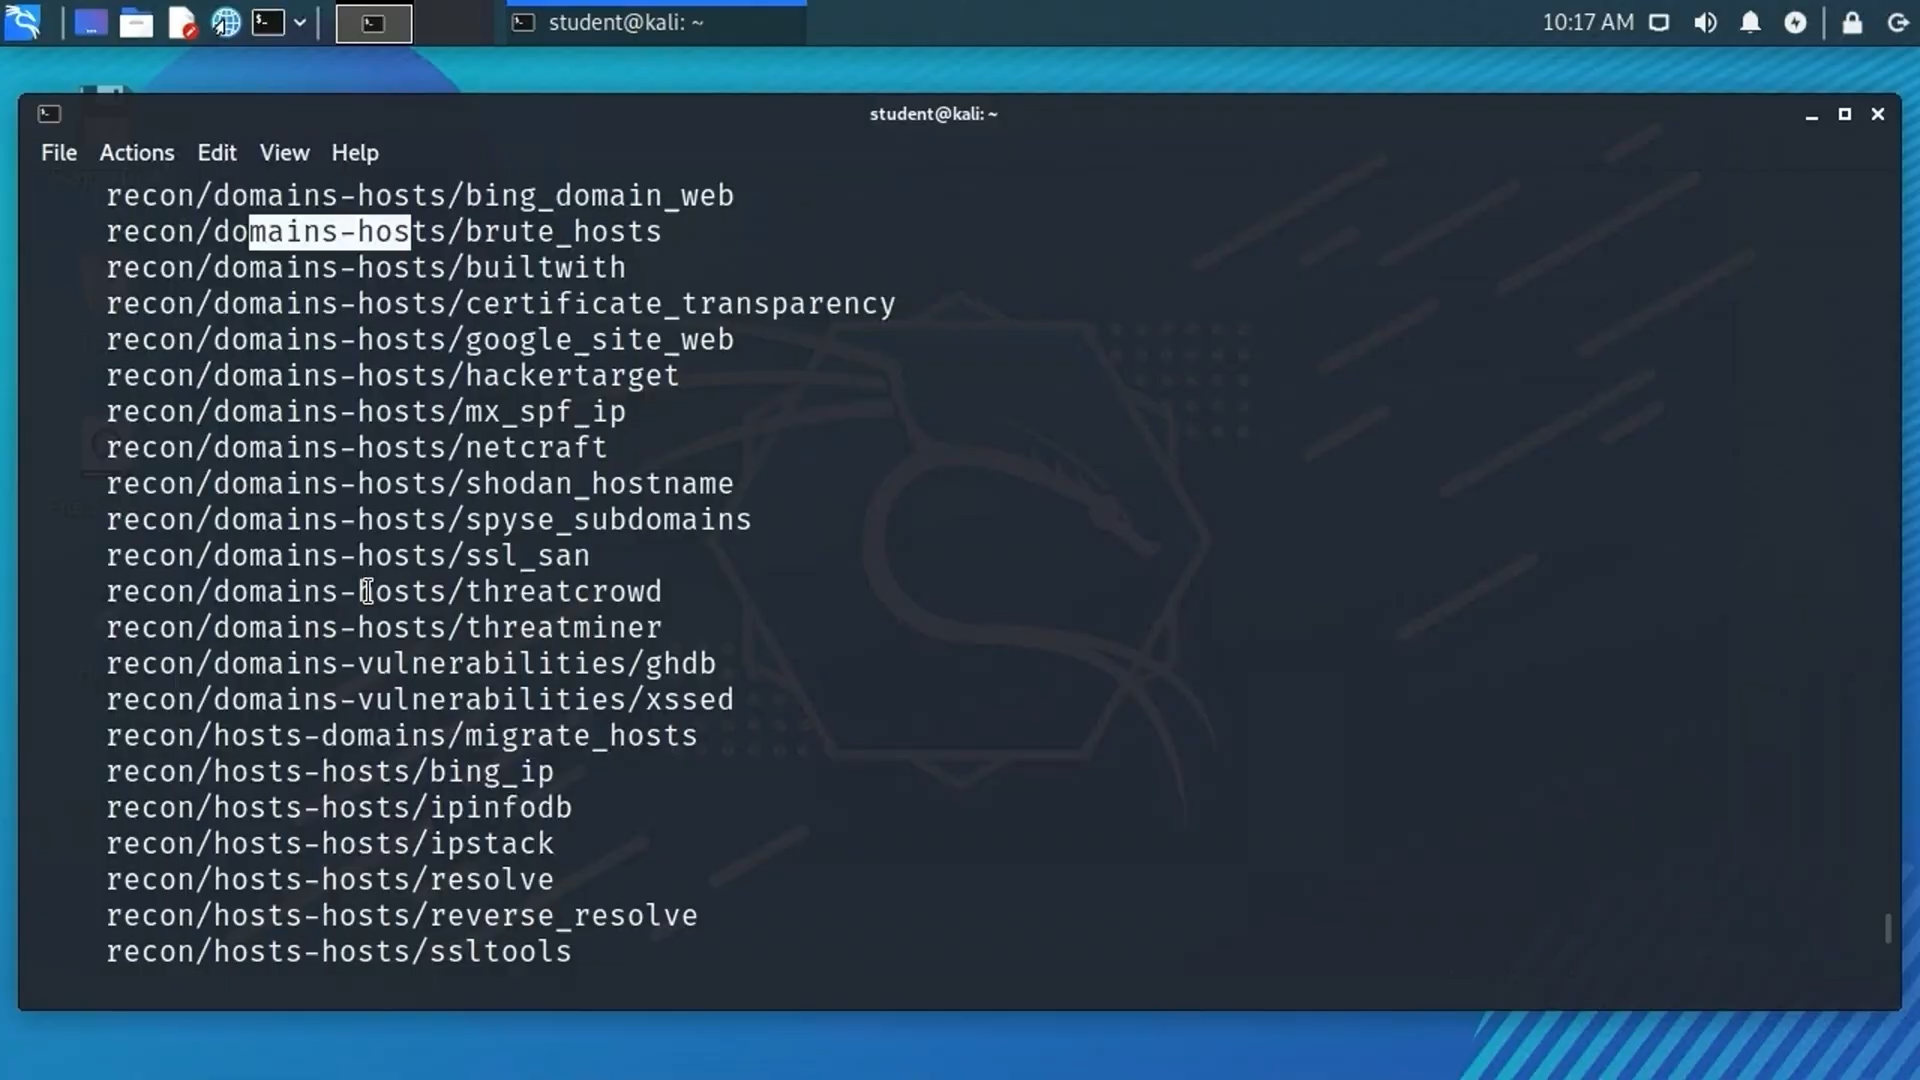 student@kali: ~
10:17 AM
student@kali: ~
File Actions Edit View Help
recon/domains-hosts/bing_domain_web
recon/domains-hosts/brute_hosts
recon/domains-hosts/builtwith
recon/domains-hosts/certificate_transparency
recon/domains-hosts/google_site_web
recon/domains-hosts/hackertarget
recon/domains-hosts/mx_spf_ip
recon/domains-hosts/netcraft
recon/domains-hosts/shodan_hostname
recon/domains-hosts/spyse_subdomains
recon/domains-hosts/ssl_san
recon/domains-hosts/threatcrowd
recon/domains-hosts/threatminer
recon/domains-vulnerabilities/ghdb
recon/domains-vulnerabilities/xssed
recon/hosts-domains/migrate_hosts
recon/hosts-hosts/bing_ip
recon/hosts-hosts/ipinfodb
recon/hosts-hosts/ipstack
recon/hosts-hosts/resolve
recon/hosts-hosts/reverse_resolve
recon/hosts-hosts/ssltools